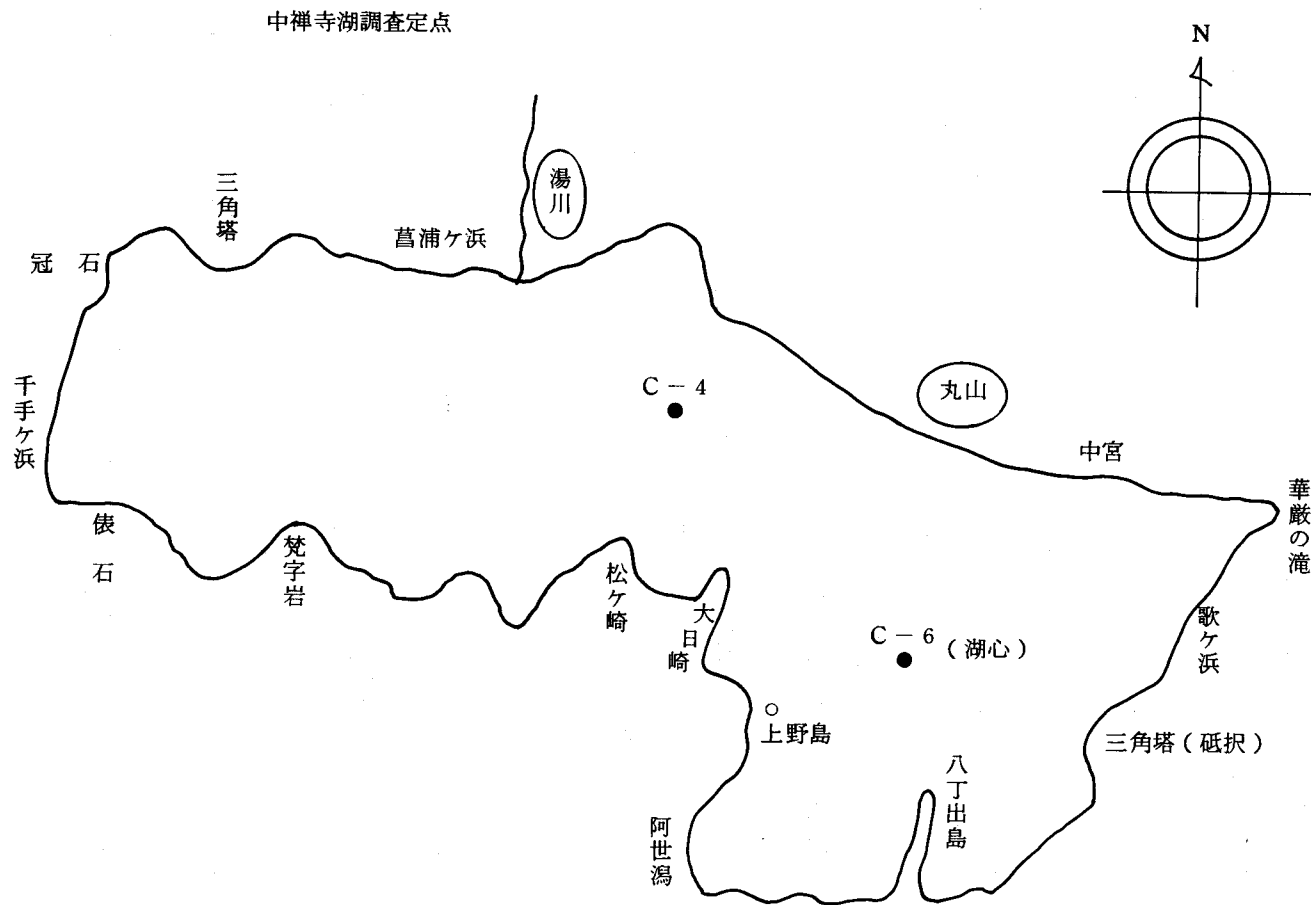 中禅寺湖調査定点
N
湯川
三角塔
菖浦ケ浜
冠石
千手ケ浜
俵石
梵字岩
松ケ崎
大日崎
C－4
丸山
中宮
華厳の滝
歌ケ浜
C－6（湖心）
上野島
三角塔（砥択）
八丁出島
阿世潟